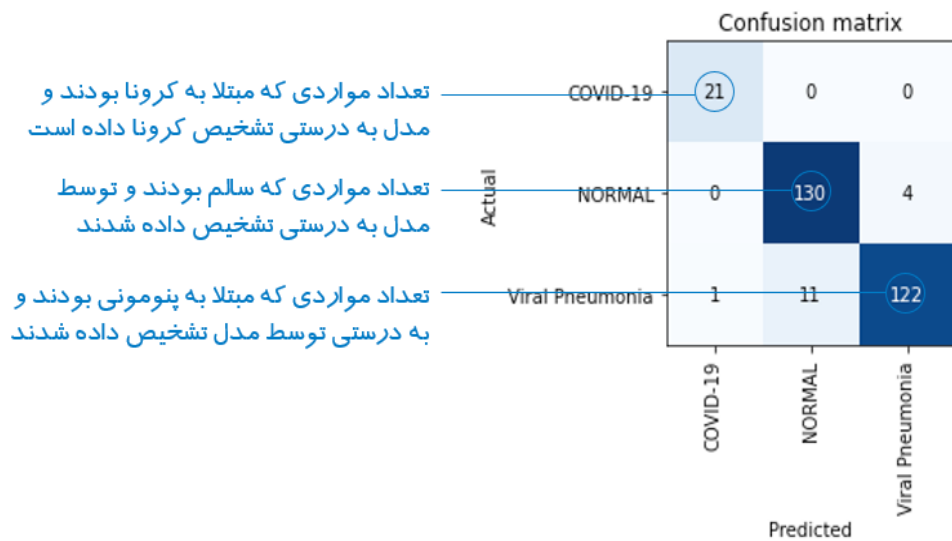 Confusion matrix
تعداد مواردی که مبتلا به کرونا بودند و
مدل به درستی تشخیص کرونا داده است
COVID-19
21
0
0
تعداد مواردی که سالم بودند و توسط
مدل به درستی تشخیص داده شدند
Actual
NORMAL
0
130
4
تعداد مواردی که مبتلا به پنومونی بودند و
به درستی توسط مدل تشخیص داده شدند
Viral Pneumonia
1
11
122
COVID-19
NORMAL
Viral Pneumonia
Predicted